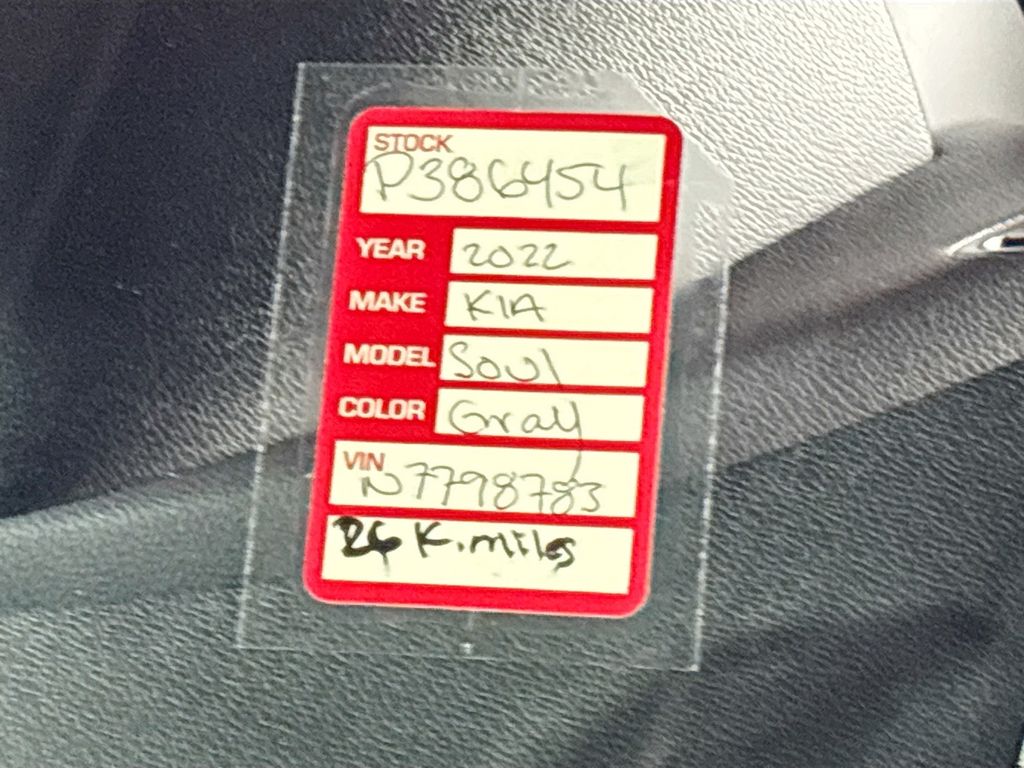 STOCK
P386454
YEAR 2022
MAKE KIA
MODEL Soul
COLOR Gray
VIN
N7798783
26 K.miles